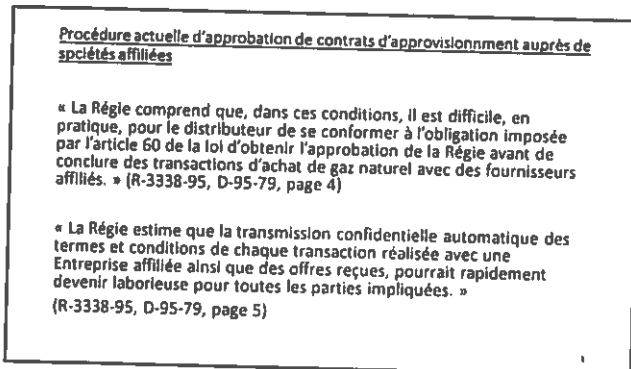 Procédure actuelle d'approbation de contrats d'approvisionnment auprès de
sociétés affiliées
« La Régie comprend que, dans ces conditions, il est difficile, en
pratique, pour le distributeur de se conformer à l'obligation imposée
par l'article 60 de la loi d'obtenir l'approbation de la Régie avant de
conclure des transactions d'achat de gaz naturel avec des fournisseurs
affiliés. » (R-3338-95, D-95-79, page 4)
« La Régie estime que la transmission confidentielle automatique des
termes et conditions de chaque transaction réalisée avec une
Entreprise affiliée ainsi que des offres reçues, pourrait rapidement
devenir laborieuse pour toutes les parties impliquées. »
(R-3338-95, D-95-79, page 5)